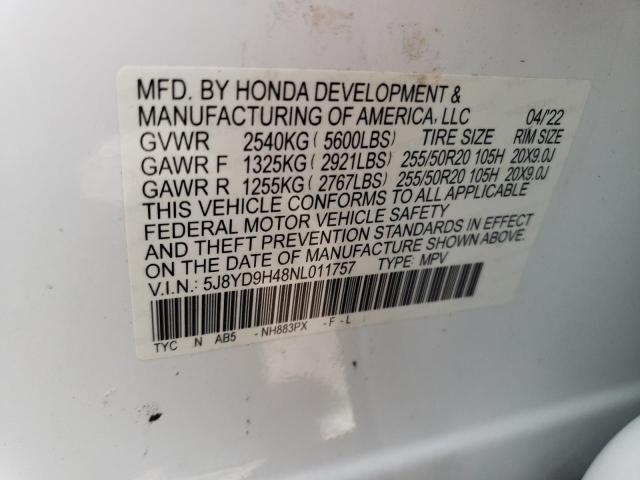 MFD. BY HONDA DEVELOPMENT &
MANUFACTURING OF AMERICA, LLC 04/'22
GVWR 2540KG ( 5600LBS) TIRE SIZE RIM SIZE
GAWR F 1325KG ( 2921LBS) 255/50R20 105H 20X9.0J
GAWR R 1255KG ( 2767LBS) 255/50R20 105H 20X9.0J
THIS VEHICLE CONFORMS TO ALL APPLICABLE
FEDERAL MOTOR VEHICLE SAFETY
AND THEFT PREVENTION STANDARDS IN EFFECT
ON THE DATE OF MANUFACTURE SHOWN ABOVE.
V.I.N.: 5J8YD9H48NL011757 TYPE: MPV
TYC N AB5 - NH883PX - F - L